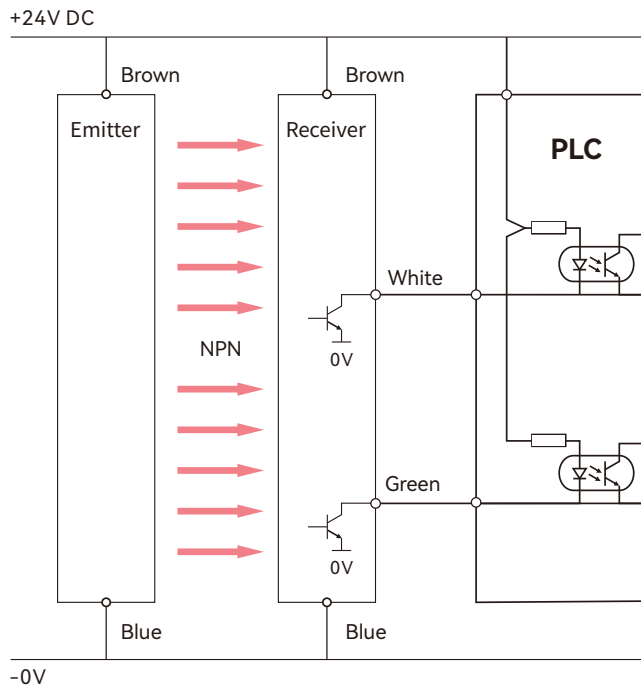 +24V DC
Brown
Brown
Emitter
Receiver
PLC
White
NPN
0V
Green
0V
Blue
Blue
-0V